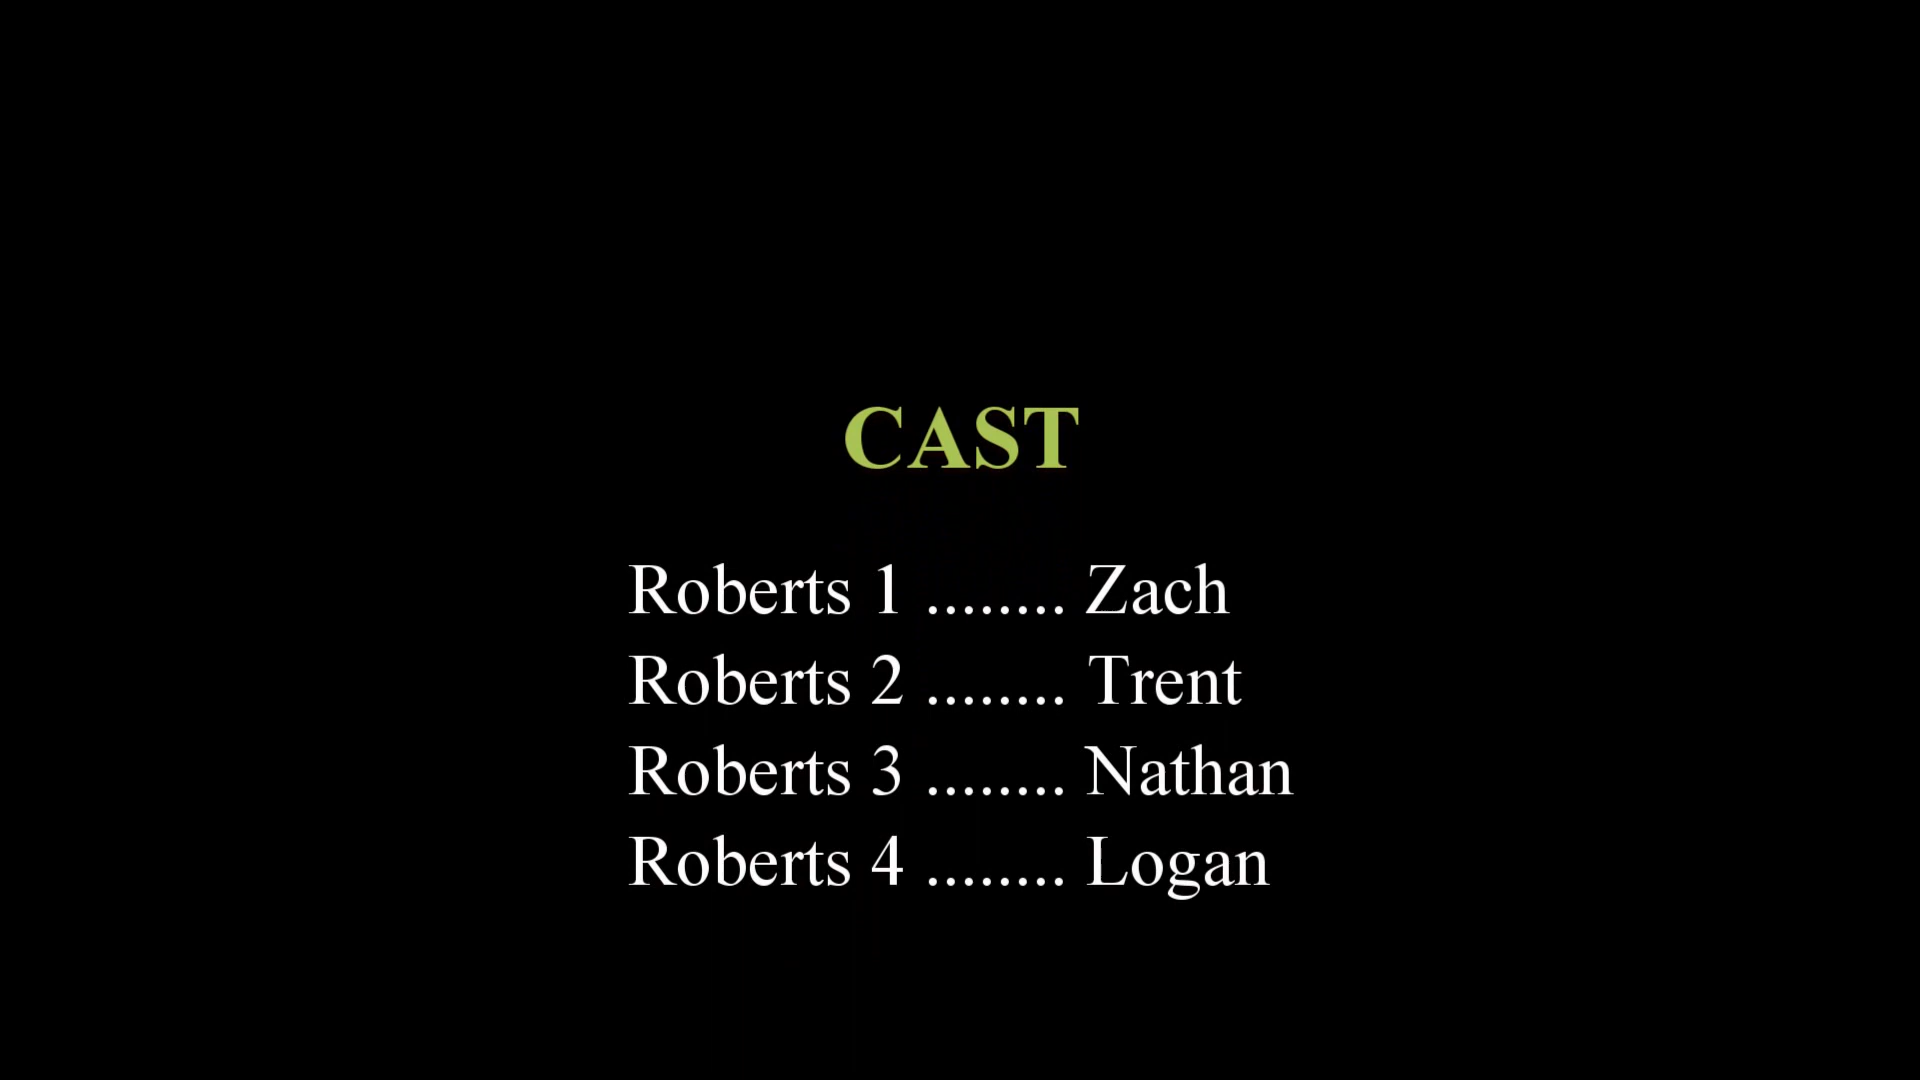 CAST
Roberts 1 ........ Zach
Roberts 2 ........ Trent
Roberts 3 ........ Nathan
Roberts 4 ........ Logan